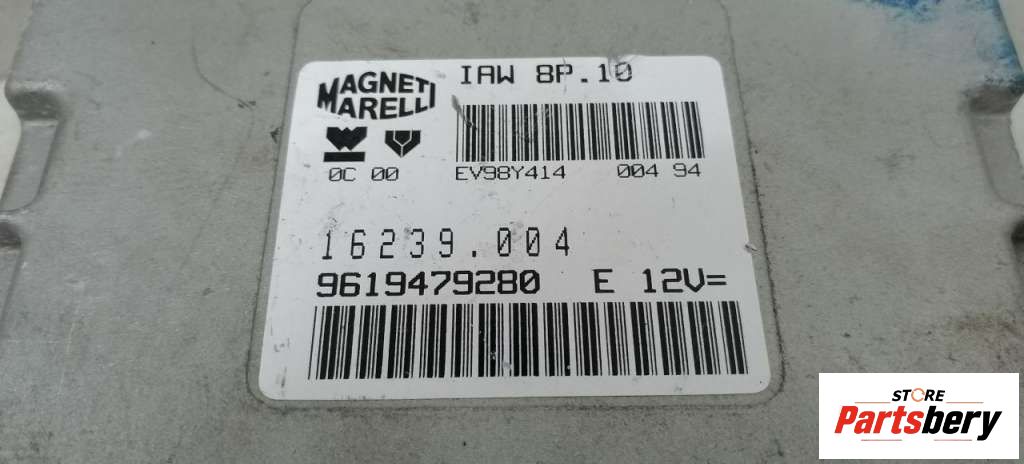 MAGNETI
MARELLI
IAW 8P.10
0C 00
EV98Y414 004 94
16239.004
9619479280 E 12V=
STORE
Partsbery